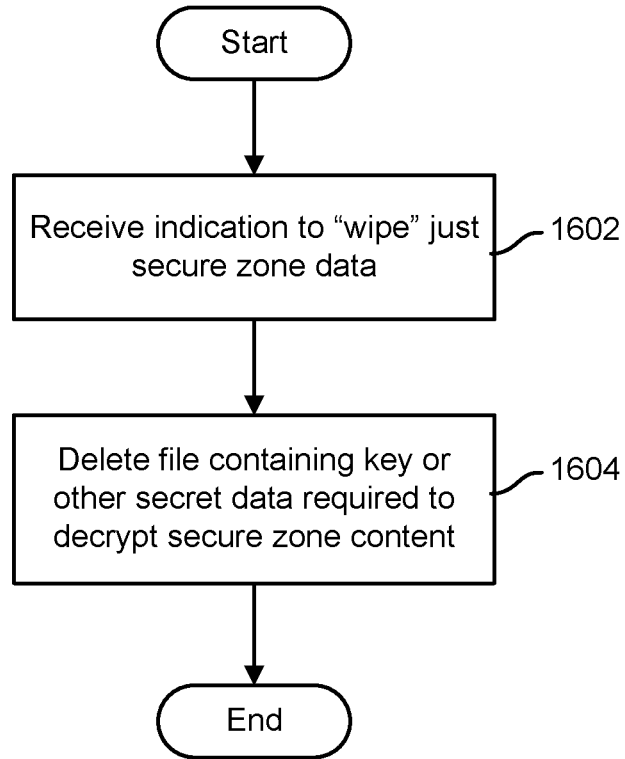 Start
Receive indication to “wipe” just
secure zone data
1602
Delete file containing key or
other secret data required to
decrypt secure zone content
1604
End